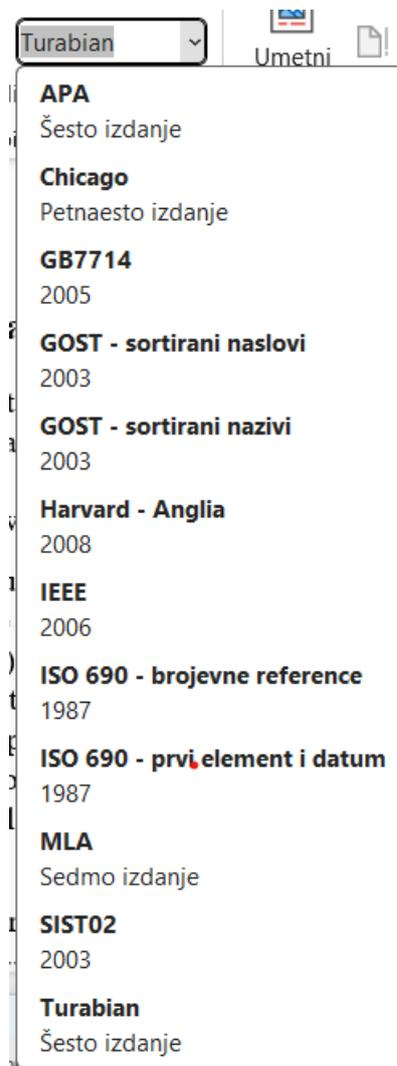 Turabian
Umetni
APA
Šesto izdanje
Chicago
Petnaesto izdanje
GB7714
2005
GOST - sortirani naslovi
2003
GOST - sortirani nazivi
2003
Harvard - Anglia
2008
IEEE
2006
ISO 690 - brojevne reference
1987
ISO 690 - prvi element i datum
1987
MLA
Sedmo izdanje
SIST02
2003
Turabian
Šesto izdanje